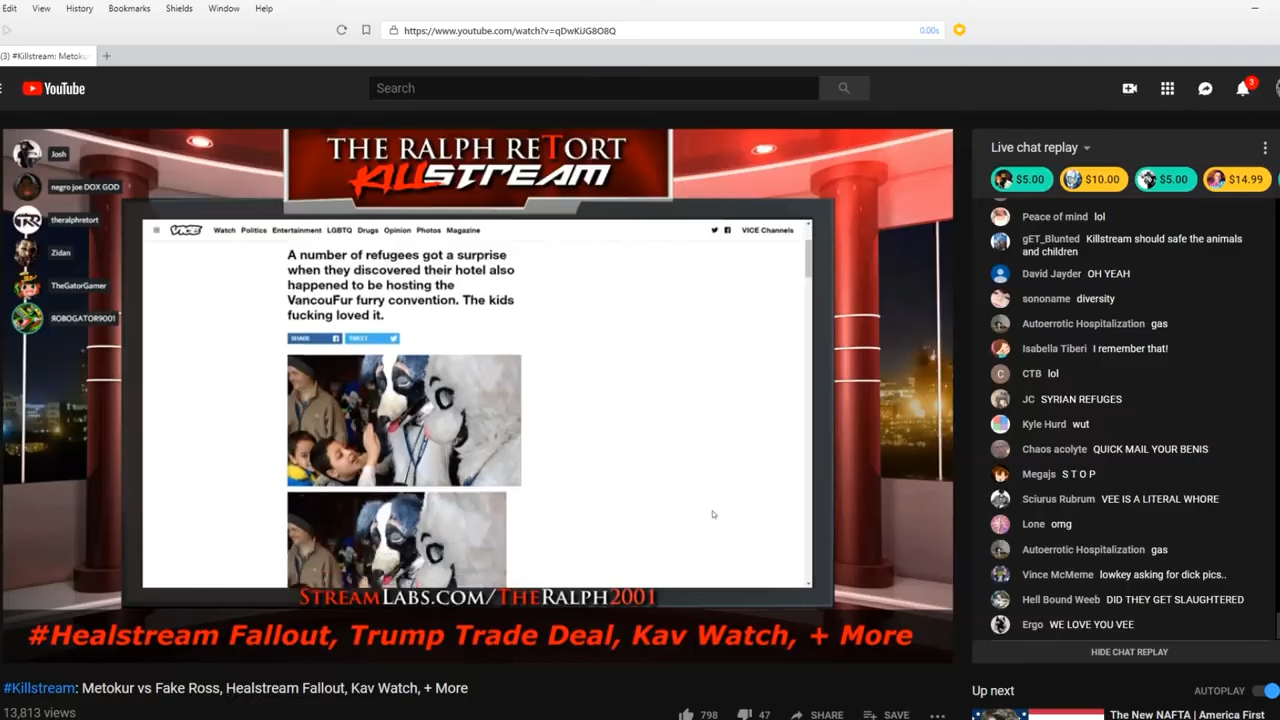 Edit View History Bookmarks Shields Window Help
https://www.youtube.com/watch?v=qDwKiJG8O8Q 0.00s
(3) #Killstream: Metoku
YouTube
Search
3
THE RALPH RETORT
KILLSTREAM
Josh
negro joe DOX GOD
theralphretort
Zidan
TheGatorGamer
ЯOBOGATOR9001
VICE Watch Politics Entertainment LGBTQ Drugs Opinion Photos Magazine VICE Channels
A number of refugees got a surprise
when they discovered their hotel also
happened to be hosting the
VancouFur furry convention. The kids
fucking loved it.
SHARE TWEET
STREAMLABS.COM/THERALPH2001
#Healstream Fallout, Trump Trade Deal, Kav Watch, + More
#Killstream: Metokur vs Fake Ross, Healstream Fallout, Kav Watch, + More
13,813 views
798 47 SHARE SAVE
Live chat replay
$5.00 $10.00 $5.00 $14.99
Peace of mind lol
gET_Blunted Killstream should safe the animals
and children
David Jayder OH YEAH
sononame diversity
Autoerrotic Hospitalization gas
Isabella Tiberi I remember that!
CTB lol
JC SYRIAN REFUGES
Kyle Hurd wut
Chaos acolyte QUICK MAIL YOUR BENIS
Megajs S T O P
Sciurus Rubrum VEE IS A LITERAL WHORE
Lone omg
Autoerrotic Hospitalization gas
Vince McMeme lowkey asking for dick pics..
Hell Bound Weeb DID THEY GET SLAUGHTERED
Ergo WE LOVE YOU VEE
HIDE CHAT REPLAY
Up next AUTOPLAY
The New NAFTA | America First